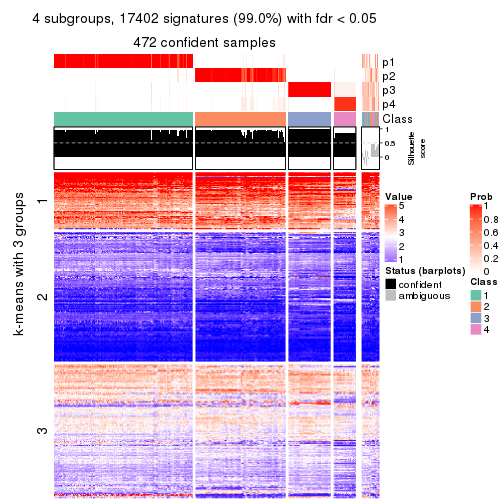 4 subgroups, 17402 signatures (99.0%) with fdr < 0.05
472 confident samples
p1
p2
p3
p4
Class
1
0.5
0
Silhouette
score
k-means with 3 groups
1
2
3
Value
5
4
3
2
1
Status (barplots)
confident
ambiguous
Prob
1
0.8
0.6
0.4
0.2
0
Class
1
2
3
4